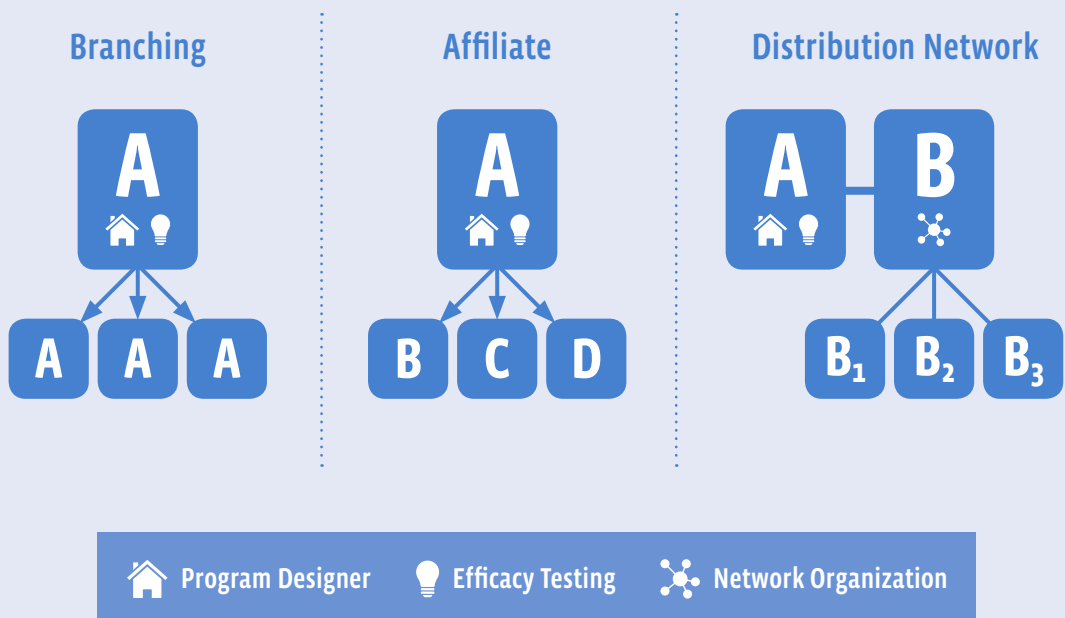 Branching
Affiliate
Distribution Network
A
A
A
B
A
A
A
B
C
D
B₁
B₂
B₃
Program Designer
Efficacy Testing
Network Organization